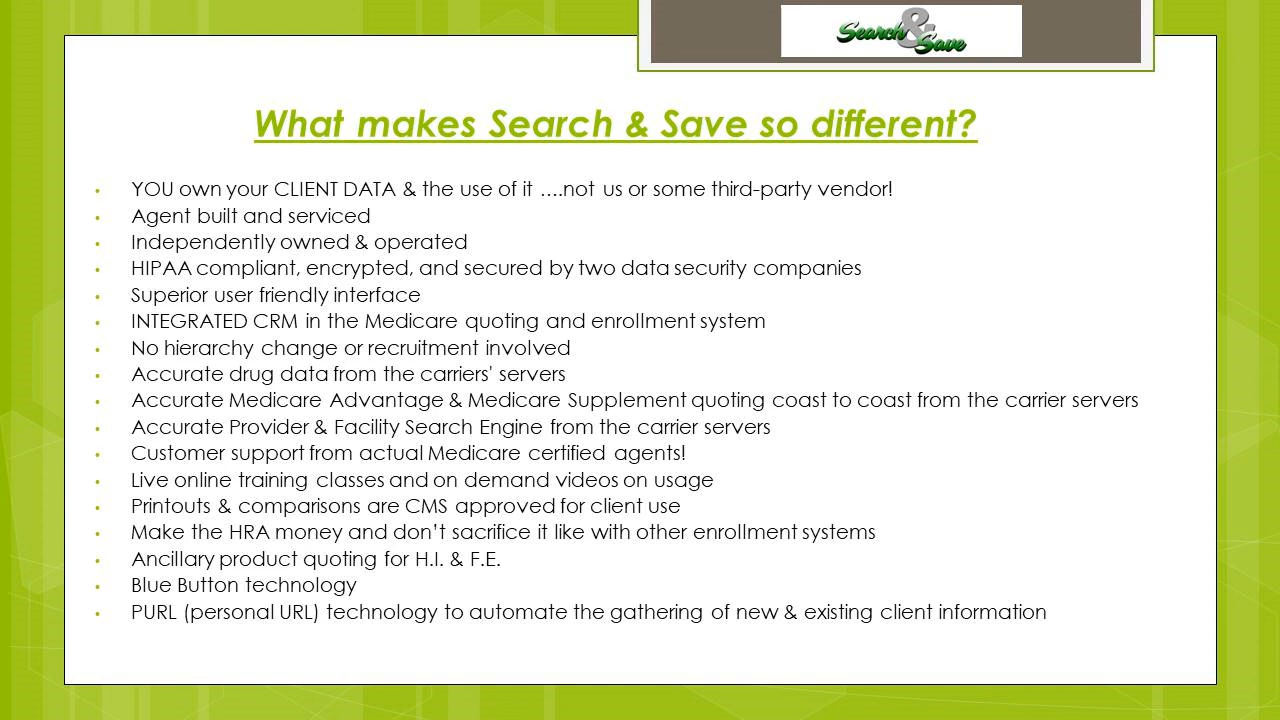 Search & Save
What makes Search & Save so different?
• YOU own your CLIENT DATA & the use of it ....not us or some third-party vendor!
• Agent built and serviced
• Independently owned & operated
• HIPAA compliant, encrypted, and secured by two data security companies
• Superior user friendly interface
• INTEGRATED CRM in the Medicare quoting and enrollment system
• No hierarchy change or recruitment involved
• Accurate drug data from the carriers' servers
• Accurate Medicare Advantage & Medicare Supplement quoting coast to coast from the carrier servers
• Accurate Provider & Facility Search Engine from the carrier servers
• Customer support from actual Medicare certified agents!
• Live online training classes and on demand videos on usage
• Printouts & comparisons are CMS approved for client use
• Make the HRA money and don’t sacrifice it like with other enrollment systems
• Ancillary product quoting for H.I. & F.E.
• Blue Button technology
• PURL (personal URL) technology to automate the gathering of new & existing client information